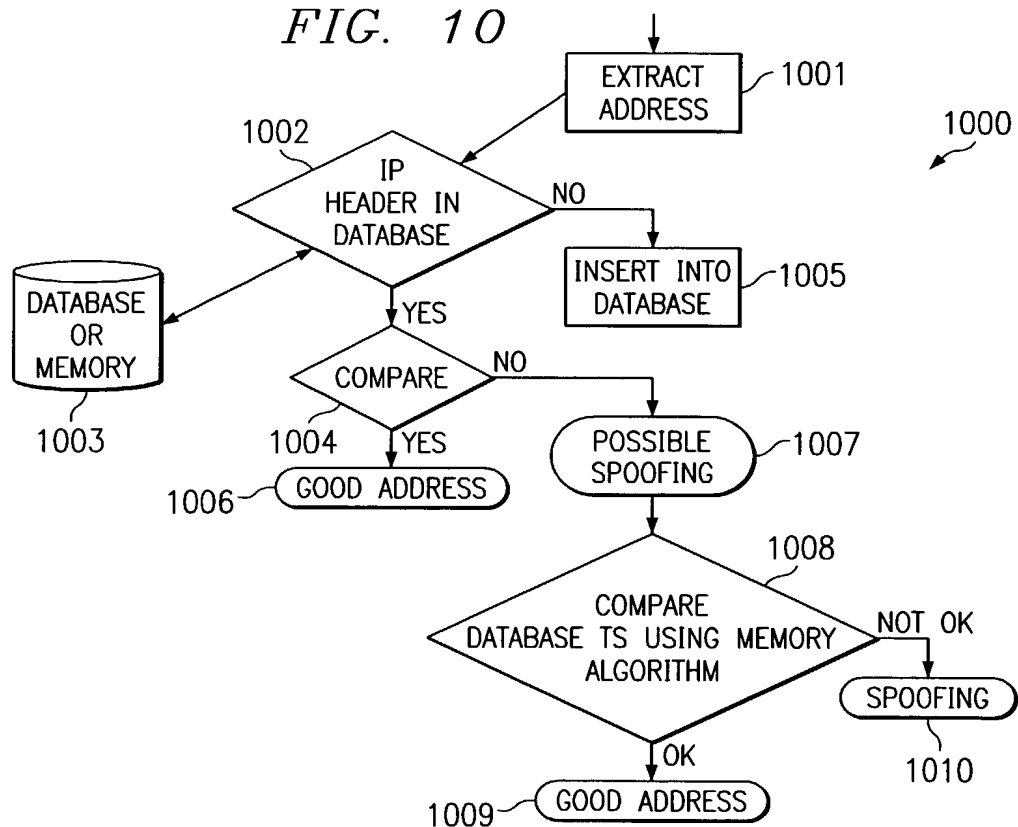 FIG. 10
EXTRACT
ADDRESS
1001
1000
1002
IP
HEADER IN
DATABASE
NO
INSERT INTO
DATABASE
1005
DATABASE
OR
MEMORY
1003
YES
COMPARE
NO
1004
YES
1006
GOOD ADDRESS
POSSIBLE
SPOOFING
1007
1008
COMPARE
DATABASE TS USING MEMORY
ALGORITHM
NOT OK
SPOOFING
1010
OK
1009
GOOD ADDRESS